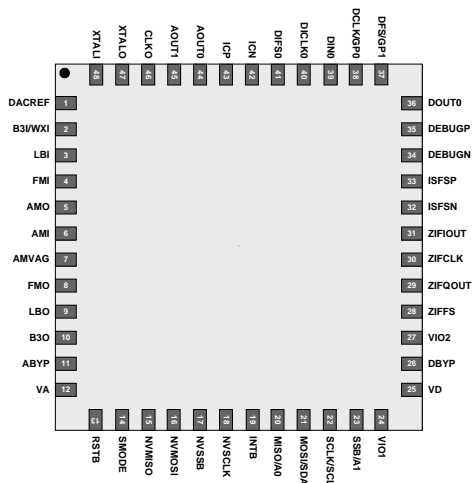 XTALI
XTALO
CLKO
AOUT1
AOUT0
ICP
ICN
DIFS0
DICLK0
DIN0
DCLK/GP0
DFS/GP1
48
47
46
45
44
43
42
41
40
39
38
37
DACREF 1
B3I/WXI 2
LBI 3
FMI 4
AMO 5
AMI 6
AMVAG 7
FMO 8
LBO 9
B3O 10
ABYP 11
VA 12
36 DOUT0
35 DEBUGP
34 DEBUGN
33 ISFSP
32 ISFSN
31 ZIFIOUT
30 ZIFCLK
29 ZIFQOUT
28 ZIFFS
27 VIO2
26 DBYP
25 VD
13
14
15
16
17
18
19
20
21
22
23
24
RSTB
SMODE
NVMISO
NVMOSI
NVSSB
NVSCLK
INTB
MISO/A0
MOSI/SDA
SCLK/SCL
SSB/A1
VIO1